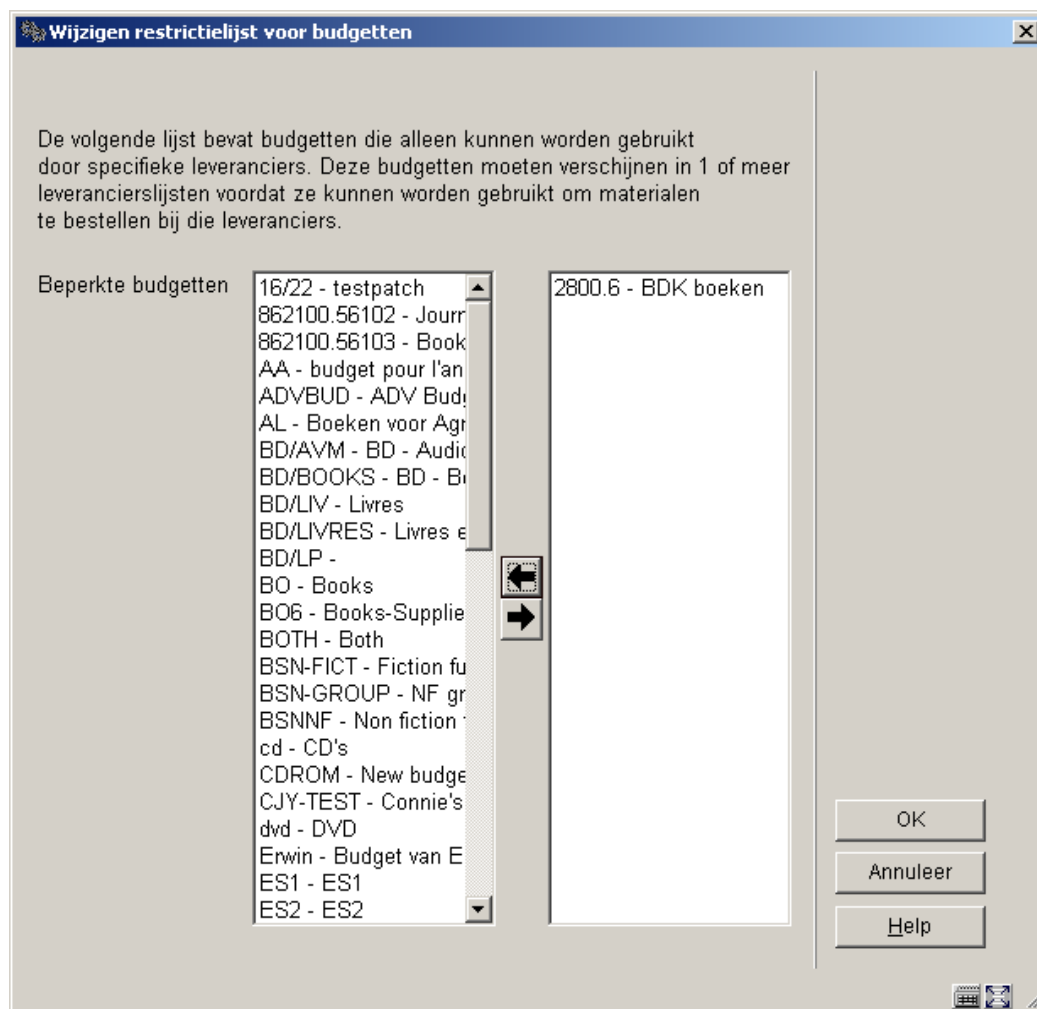 Wijzigen restrictielijst voor budgetten
De volgende lijst bevat budgetten die alleen kunnen worden gebruikt
door specifieke leveranciers. Deze budgetten moeten verschijnen in 1 of meer
leverancierslijsten voordat ze kunnen worden gebruikt om materialen
te bestellen bij die leveranciers.
Beperkte budgetten
16/22 - testpatch
862100.56102 - Journ
862100.56103 - Book
AA - budget pour l'an
ADVBUD - ADV Budg
AL - Boeken voor Agr
BD/AVM - BD - Audio
BD/BOOKS - BD - Bo
BD/LIV - Livres
BD/LIVRES - Livres e
BD/LP -
BO - Books
BO6 - Books-Supplie
BOTH - Both
BSN-FICT - Fiction fu
BSN-GROUP - NF gr
BSNNF - Non fiction
cd - CD's
CDROM - New budge
CJY-TEST - Connie's
dvd - DVD
Erwin - Budget van E
ES1 - ES1
ES2 - ES2
2800.6 - BDK boeken
OK
Annuleer
Help